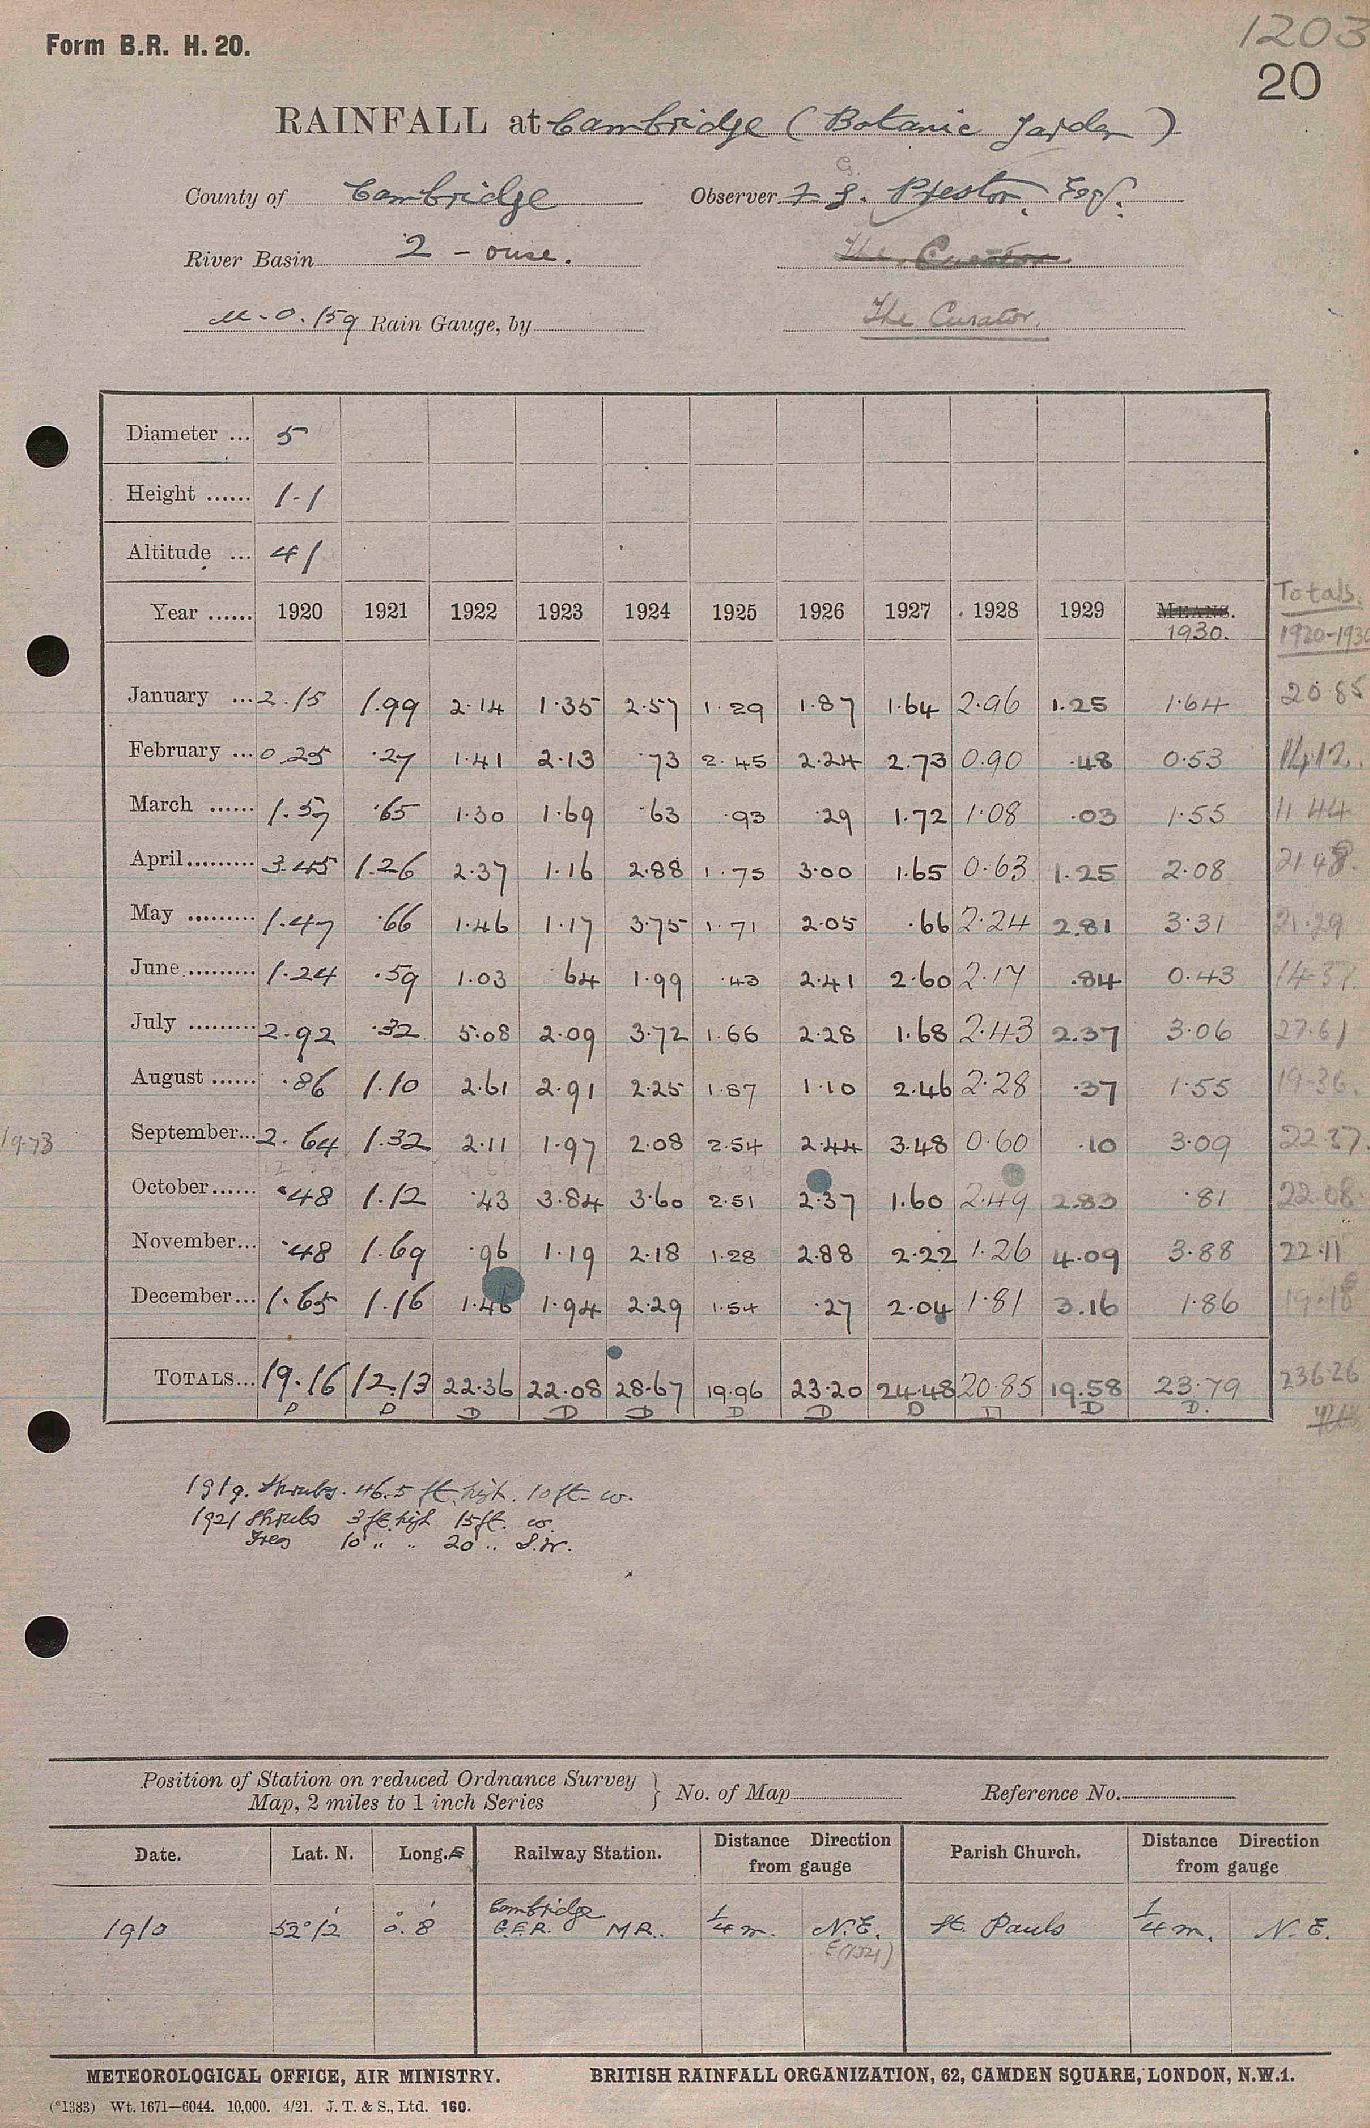 Form B.R. H. 20.
1203
20
RAINFALL at Cambridge (Botanic Garden)
G.
County of Cambridge Observer F G. Preston, Esq.
River Basin 2 - ouse. The Curator
M.O. 159 Rain Gauge, by The Curator.
Diameter ... 5
Height ...... 1-1
Altitude ... 41
Totals.
Year ...... 1920 1921 1922 1923 1924 1925 1926 1927 1928 1929 MEANS. 1920-1930
1930.
January ... 2.15 1.99 2.14 1.35 2.57 1.29 1.87 1.64 2.96 1.25 1.64 20 85
February ... 0.25 .27 1.41 2.13 .73 2.45 2.24 2.73 0.90 .48 0.53 14.12
March ...... 1.57 .65 1.30 1.69 .63 .93 .29 1.72 1.08 .03 1.55 11 44
April......... 3.45 1.26 2.37 1.16 2.88 1.75 3.00 1.65 0.63 1.25 2.08 21.48
May ......... 1.47 .66 1.46 1.17 3.75 1.71 2.05 .66 2.24 2.81 3.31 21.29
June.......... 1.24 .59 1.03 .64 1.99 .43 2.41 2.60 2.17 .84 0.43 14.37
July ......... 2.92 .32 5.08 2.09 3.72 1.66 2.28 1.68 2.43 2.37 3.06 27.61
August ...... .86 1.10 2.61 2.91 2.25 1.87 1.10 2.46 2.28 .37 1.55 19.36
19.73 September... 2.64 1.32 2.11 1.97 2.08 2.54 2.44 3.48 0.60 .10 3.09 22 37
October...... .48 1.12 .43 3.84 3.60 2.51 2.37 1.60 2.49 2.83 .81 22.08
November... .48 1.69 .96 1.19 2.18 1.28 2.88 2.22 1.26 4.09 3.88 22.11
December... 1.65 1.16 1.46 1.94 2.29 1.54 .27 2.04 1.81 3.16 1.86 19.18
TOTALS... 19.16 12.13 22.36 22.08 28.67 19.96 23.20 24.48 20.85 19.58 23.79 236.26
D D D D D D D D D D D.
1919. Shrubs. 46.5 ft. high. 10 ft. W.
1921 Shrubs 3 ft. high 15 ft. W.
Trees 10 " " 20 " S.W.
Position of Station on reduced Ordnance Survey
Map, 2 miles to 1 inch Series } No. of Map Reference No.
Date. Lat. N. Long. E Railway Station. Distance Direction from gauge Parish Church. Distance Direction from gauge
1910 52° 12' 0° 8' Cambridge G.E.R. M.R. 1/4 m. N.E. St. Pauls 1/4 m. N.E.
E (1921)
METEOROLOGICAL OFFICE, AIR MINISTRY. BRITISH RAINFALL ORGANIZATION, 62, CAMDEN SQUARE, LONDON, N.W.1.
(*1383) Wt. 1671—6044. 10,000. 4/21. J. T. & S., Ltd. 160.